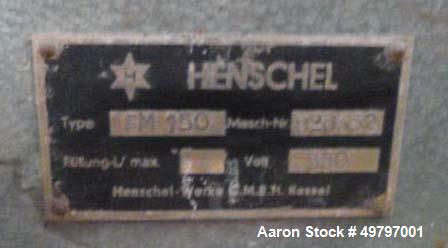 HENSCHEL
Type FM 150 Masch-Nr
Füllung-L/ max. Volt
Henschel-Werke G.M.B.H. Kassel
Aaron Stock # 49797001